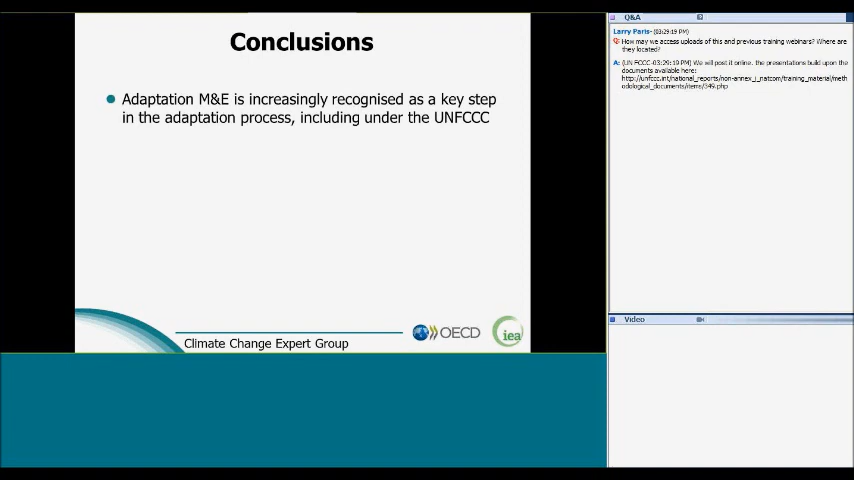 Conclusions
Adaptation M&E is increasingly recognised as a key step
in the adaptation process, including under the UNFCCC
Climate Change Expert Group
OECD
iea
Q&A
Larry Paris- (03:29:19 PM)
Q: How may we access uploads of this and previous training webinars? Where are
they located?
A: (UN FCCC-03:29:19 PM) We will post it online. the presentations build upon the
documents available here:
http://unfccc.int/national_reports/non-annex_i_natcom/training_material/meth
odological_documents/items/349.php
Video